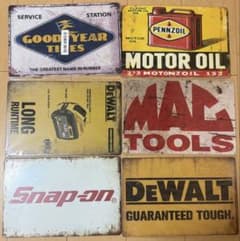 SERVICE STATION
GOODYEAR
TIRES
THE GREATEST NAME IN RUBBER
PENNZOIL
MOTOR OIL
LONG
RUNTIME
DEWALT
MAC
TOOLS
Snap-on
DEWALT
GUARANTEED TOUGH.